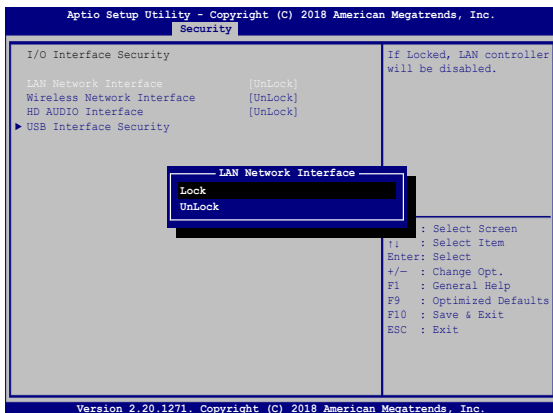 Aptio Setup Utility - Copyright (C) 2018 American Megatrends, Inc.
Security
I/O Interface Security
LAN Network Interface [UnLock]
Wireless Network Interface [UnLock]
HD AUDIO Interface [UnLock]
USB Interface Security
If Locked, LAN controller
will be disabled.
LAN Network Interface
Lock
UnLock
: Select Screen
↑↓ : Select Item
Enter: Select
+/— : Change Opt.
F1 : General Help
F9 : Optimized Defaults
F10 : Save & Exit
ESC : Exit
Version 2.20.1271. Copyright (C) 2018 American Megatrends, Inc.